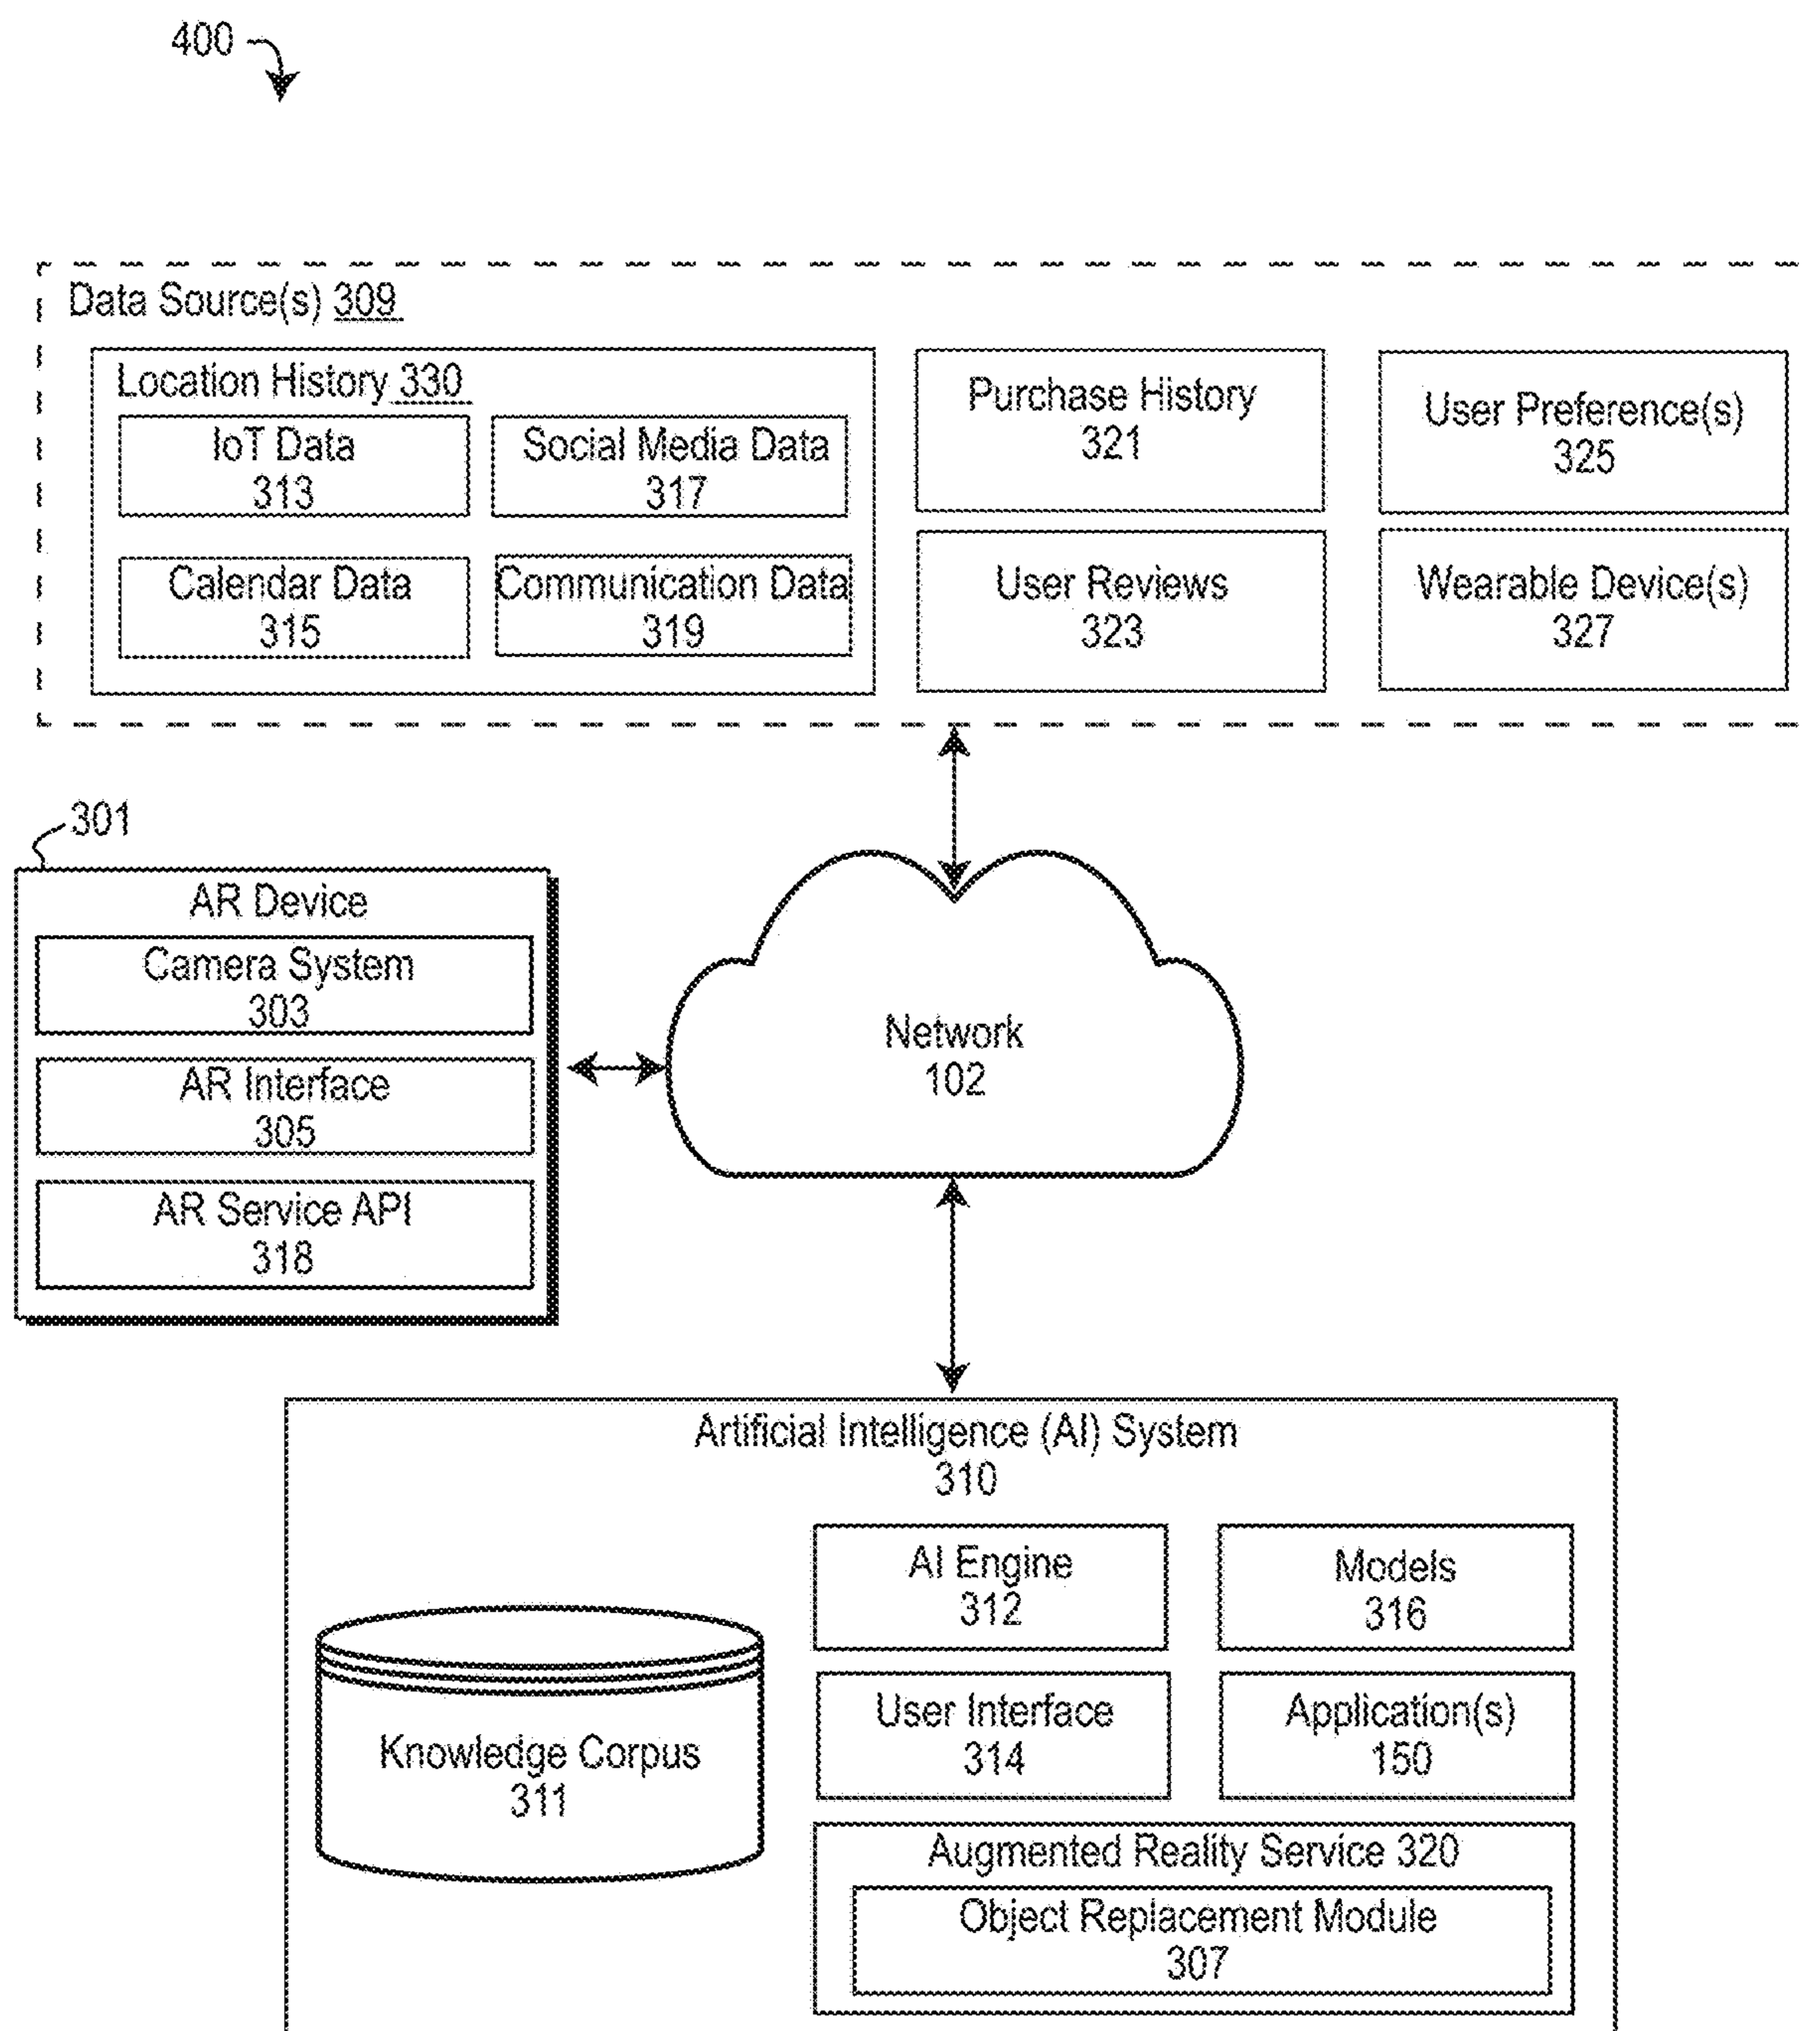 400
Data Source(s) 309
Location History 330
IoT Data
313
Social Media Data
317
Calendar Data
315
Communication Data
319
Purchase History
321
User Preference(s)
325
User Reviews
323
Wearable Device(s)
327
301
AR Device
Camera System
303
AR Interface
305
AR Service API
318
Network
102
Artificial Intelligence (AI) System
310
AI Engine
312
Models
316
User Interface
314
Application(s)
150
Knowledge Corpus
311
Augmented Reality Service 320
Object Replacement Module
307